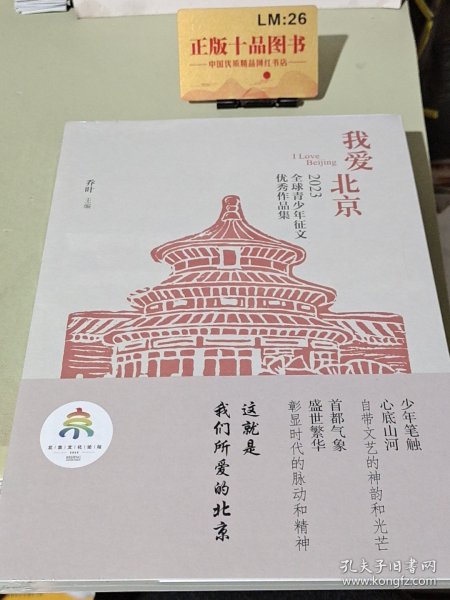 LM:26
正版十品图书
中国优质精品网红书店
我爱北京
I Love
Beijing
2023
全球青少年征文
优秀作品集
乔叶 主编
少年笔触
心底山河
自带文艺的神韵和光芒
首都气象
盛世繁华
彰显时代的脉动和精神
这就是
我们所爱的北京
孔夫子旧书网
www.kongfz.com